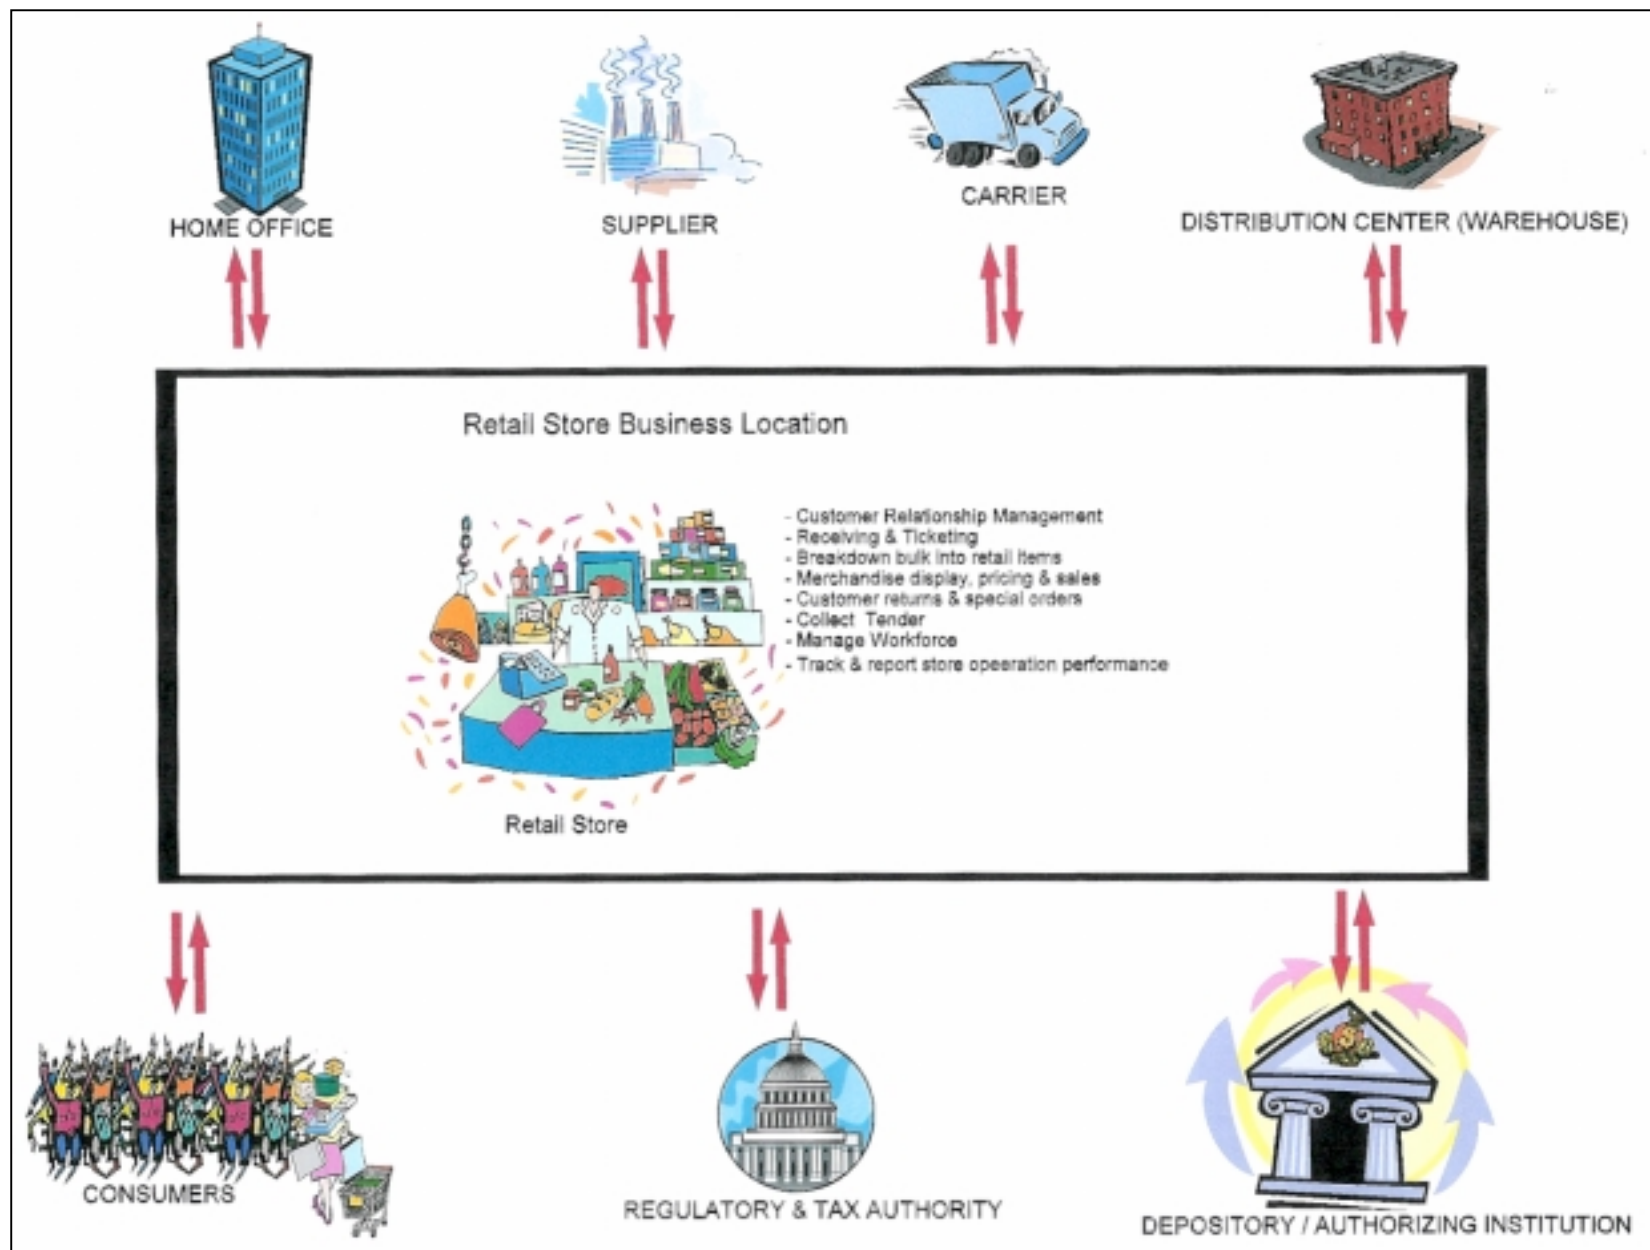 HOME OFFICE
SUPPLIER
CARRIER
DISTRIBUTION CENTER (WAREHOUSE)
Retail Store Business Location
- Customer Relationship Management
- Receiving & Ticketing
- Breakdown bulk into retail items
- Merchandise display, pricing & sales
- Customer returns & special orders
- Collect Tender
- Manage Workforce
- Track & report store opeeration performance
Retail Store
CONSUMERS
REGULATORY & TAX AUTHORITY
DEPOSITORY / AUTHORIZING INSTITUTION